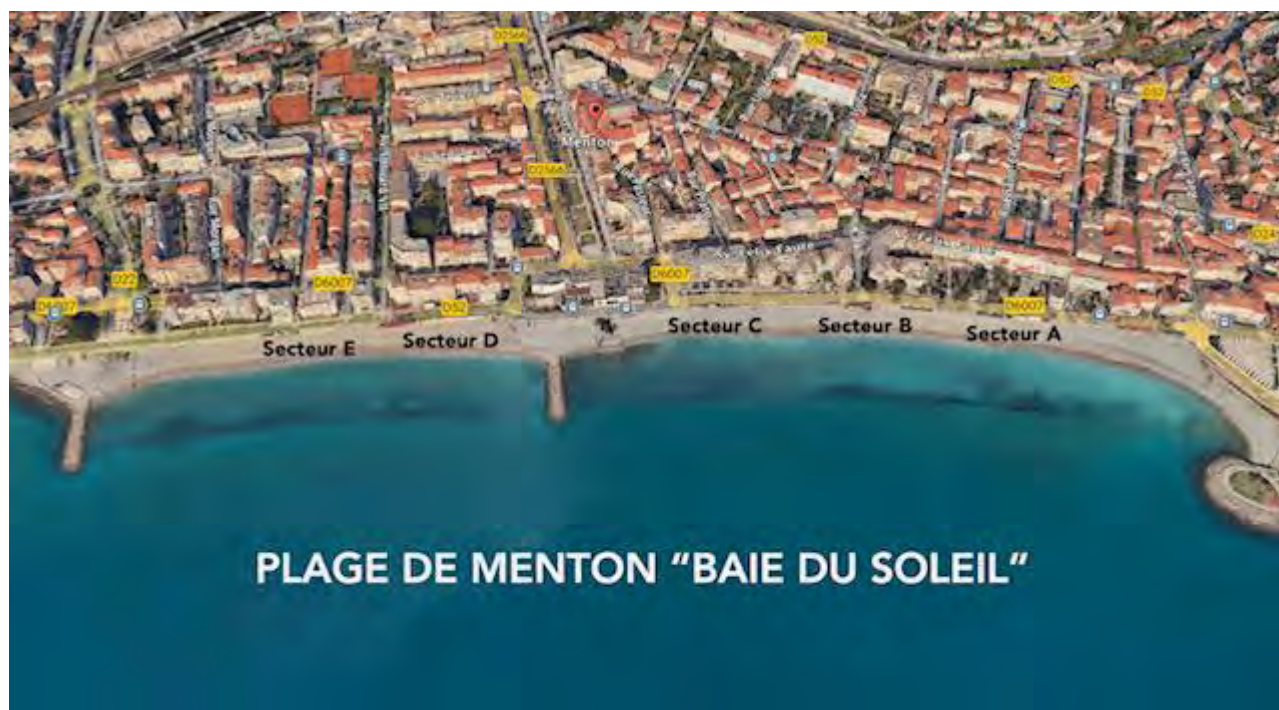 Menton
D2566
D52
D52
D52
Menton
D2566
D6007
D22
D6007
D6007
D52
D6007
Secteur E
Secteur D
Secteur C
Secteur B
Secteur A
PLAGE DE MENTON “BAIE DU SOLEIL”